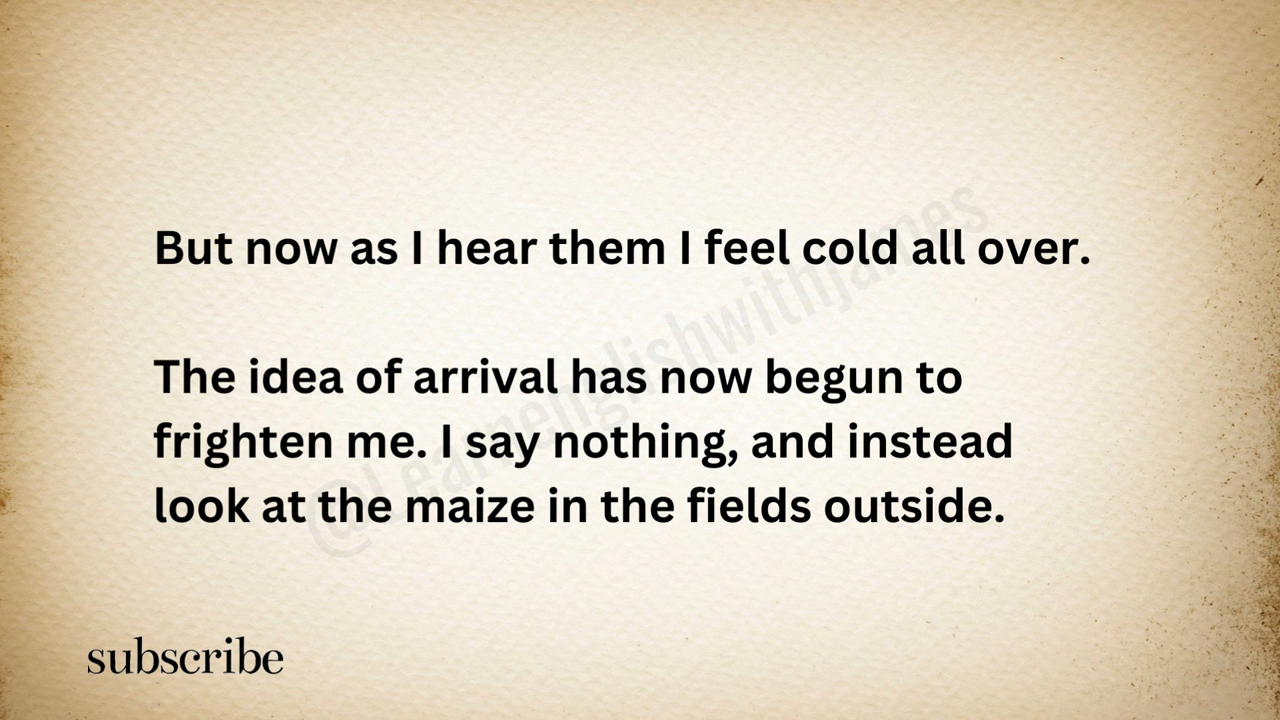 But now as I hear them I feel cold all over.
The idea of arrival has now begun to
frighten me. I say nothing, and instead
look at the maize in the fields outside.
@Learnenglishwithjames
subscribe